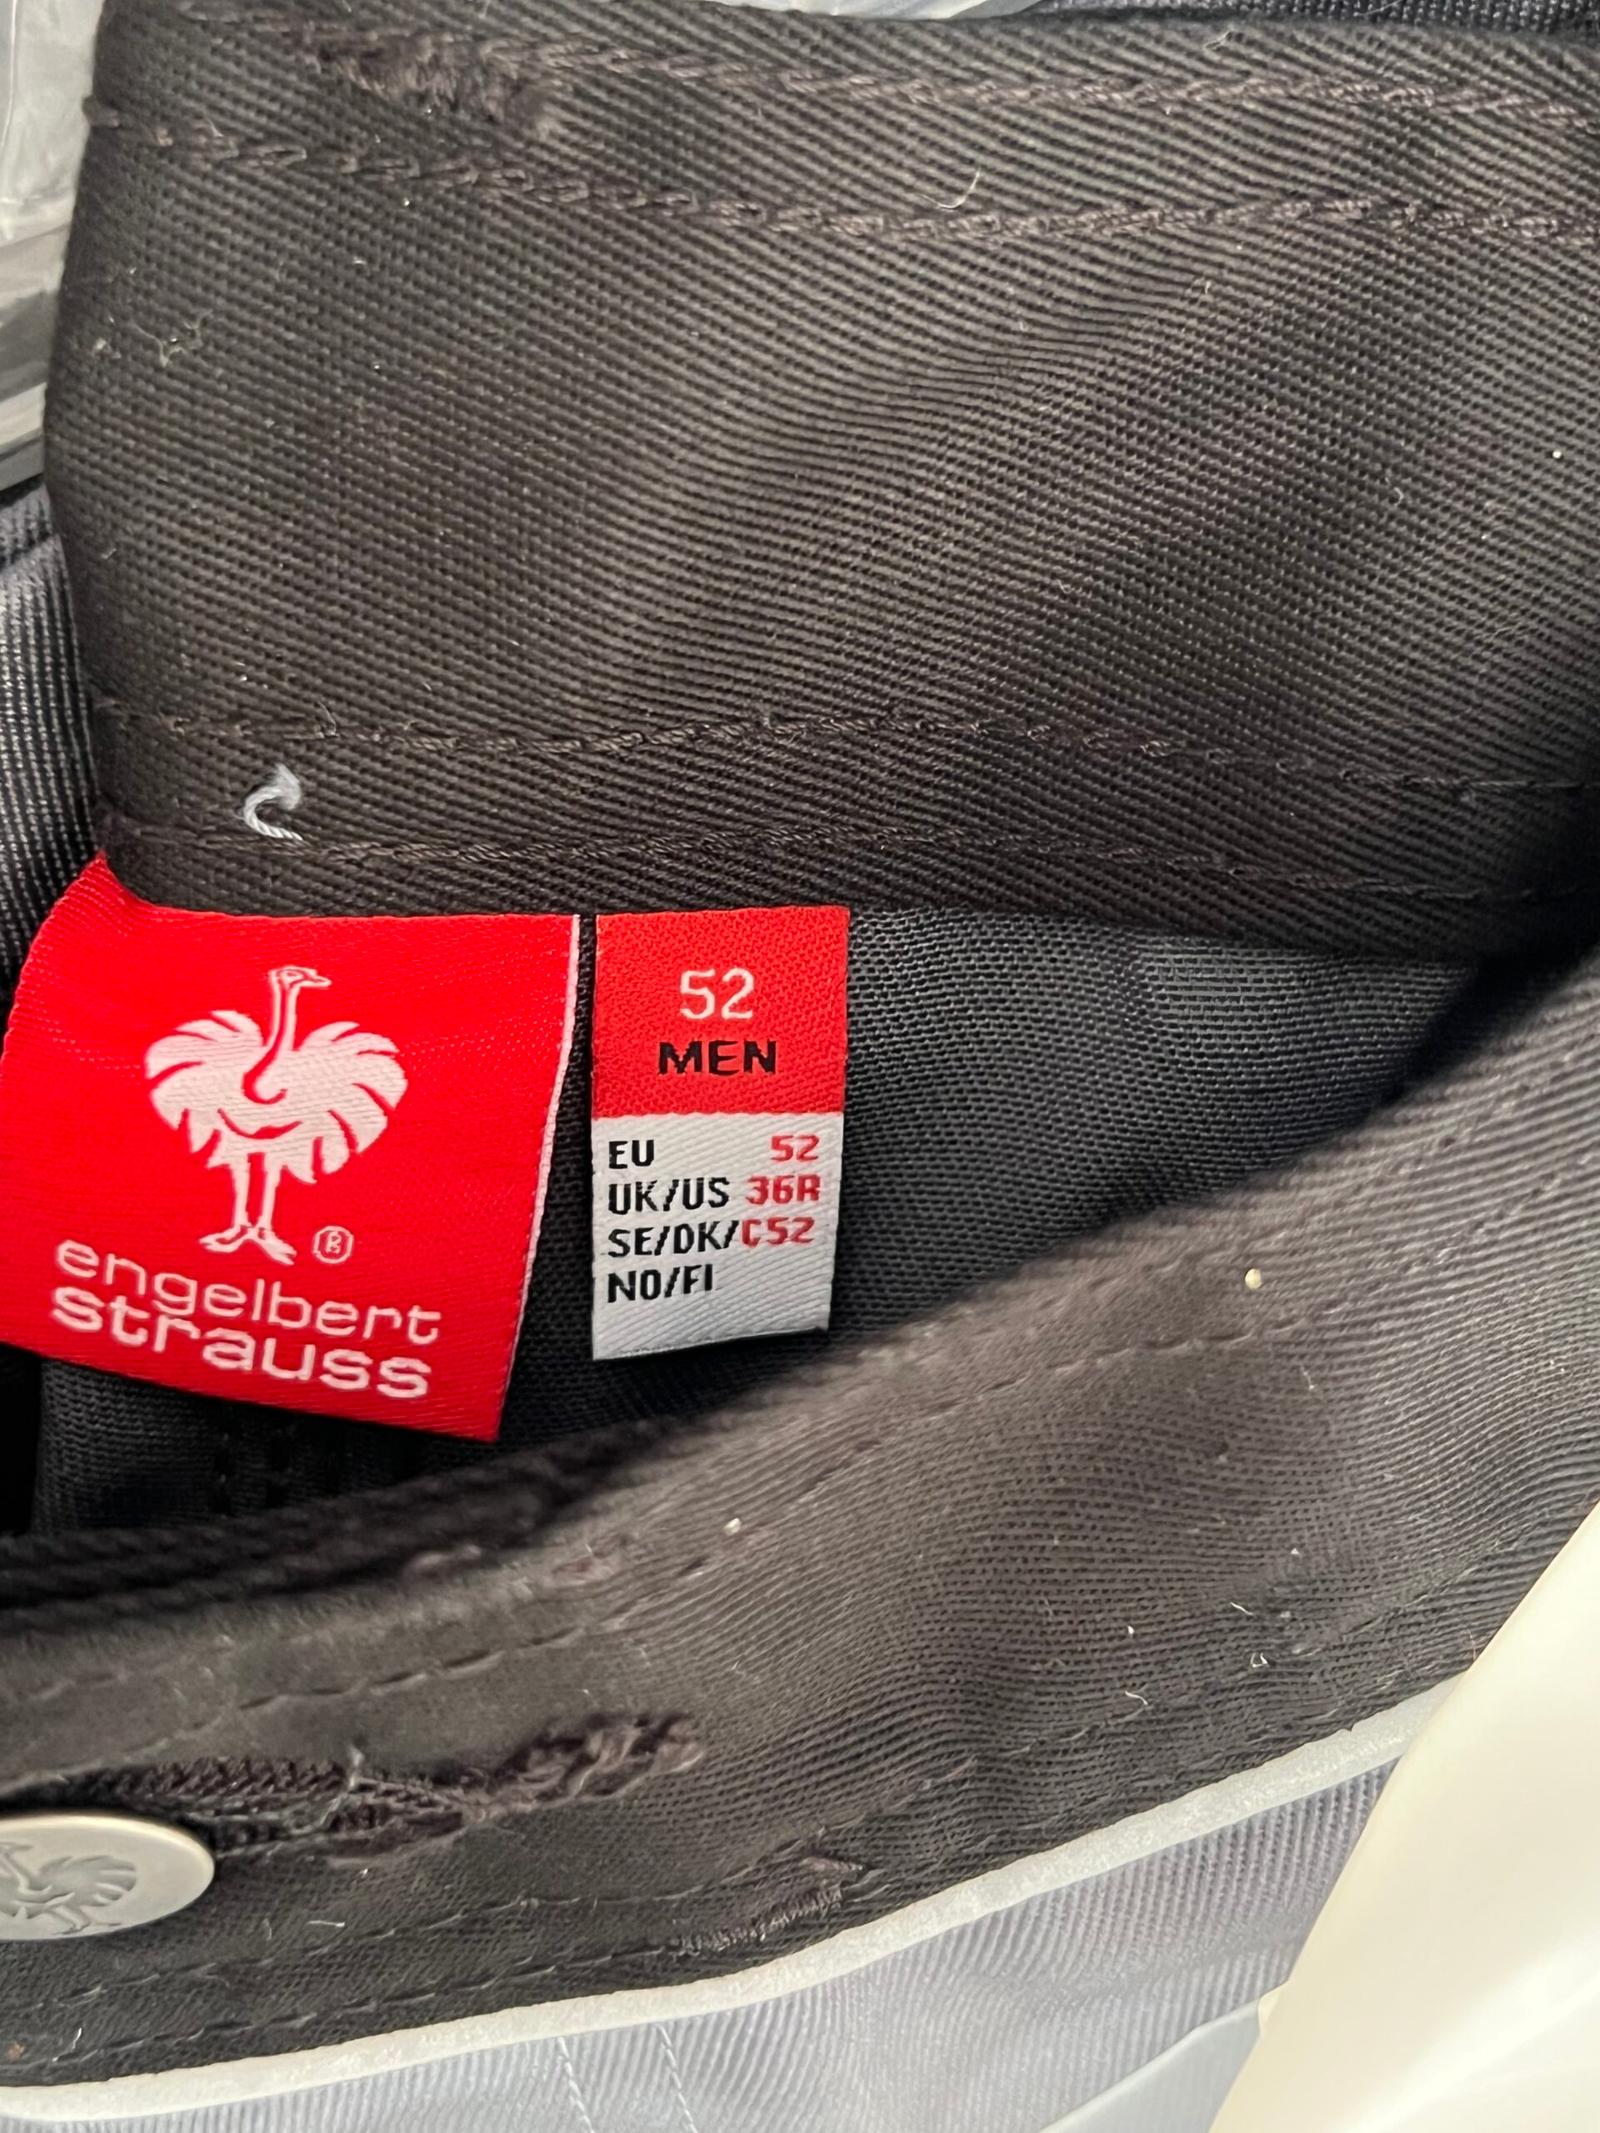 engelbert
strauss
®
52
MEN
EU 52
UK/US 36R
SE/DK/C52
NO/FI